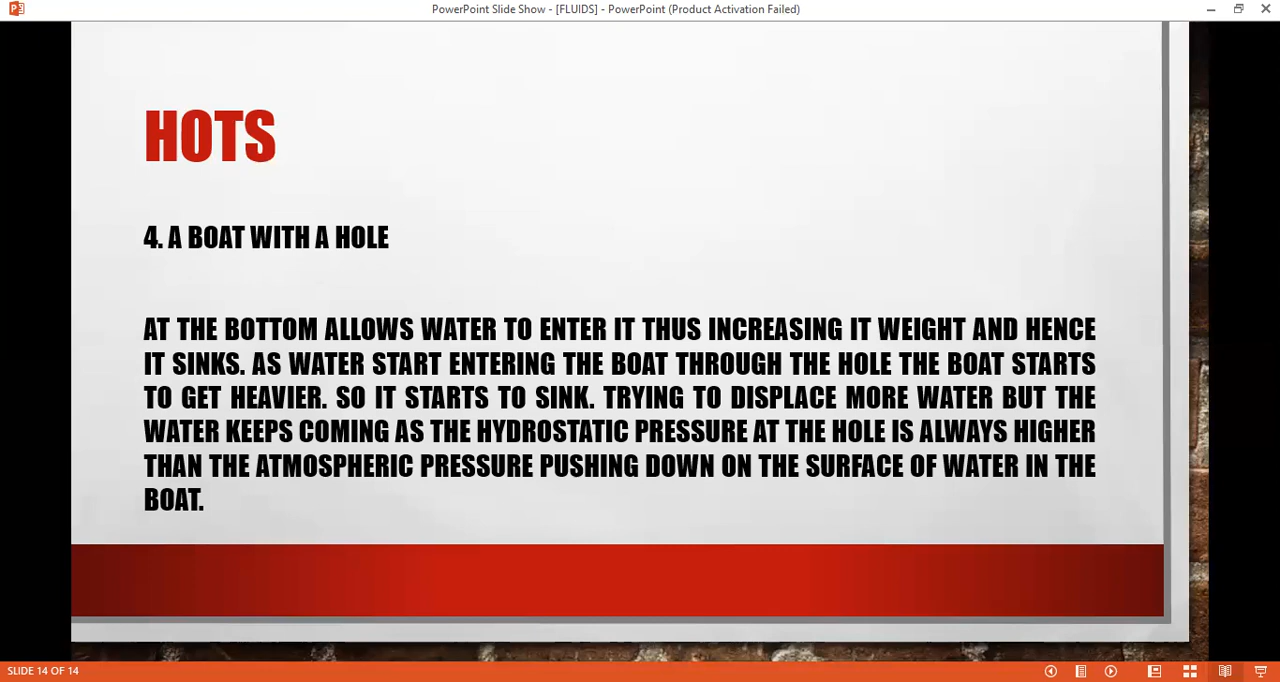 PowerPoint Slide Show - [FLUIDS] - PowerPoint (Product Activation Failed)
HOTS
4. A BOAT WITH A HOLE
AT THE BOTTOM ALLOWS WATER TO ENTER IT THUS INCREASING IT WEIGHT AND HENCE
IT SINKS. AS WATER START ENTERING THE BOAT THROUGH THE HOLE THE BOAT STARTS
TO GET HEAVIER. SO IT STARTS TO SINK. TRYING TO DISPLACE MORE WATER BUT THE
WATER KEEPS COMING AS THE HYDROSTATIC PRESSURE AT THE HOLE IS ALWAYS HIGHER
THAN THE ATMOSPHERIC PRESSURE PUSHING DOWN ON THE SURFACE OF WATER IN THE
BOAT.
SLIDE 14 OF 14